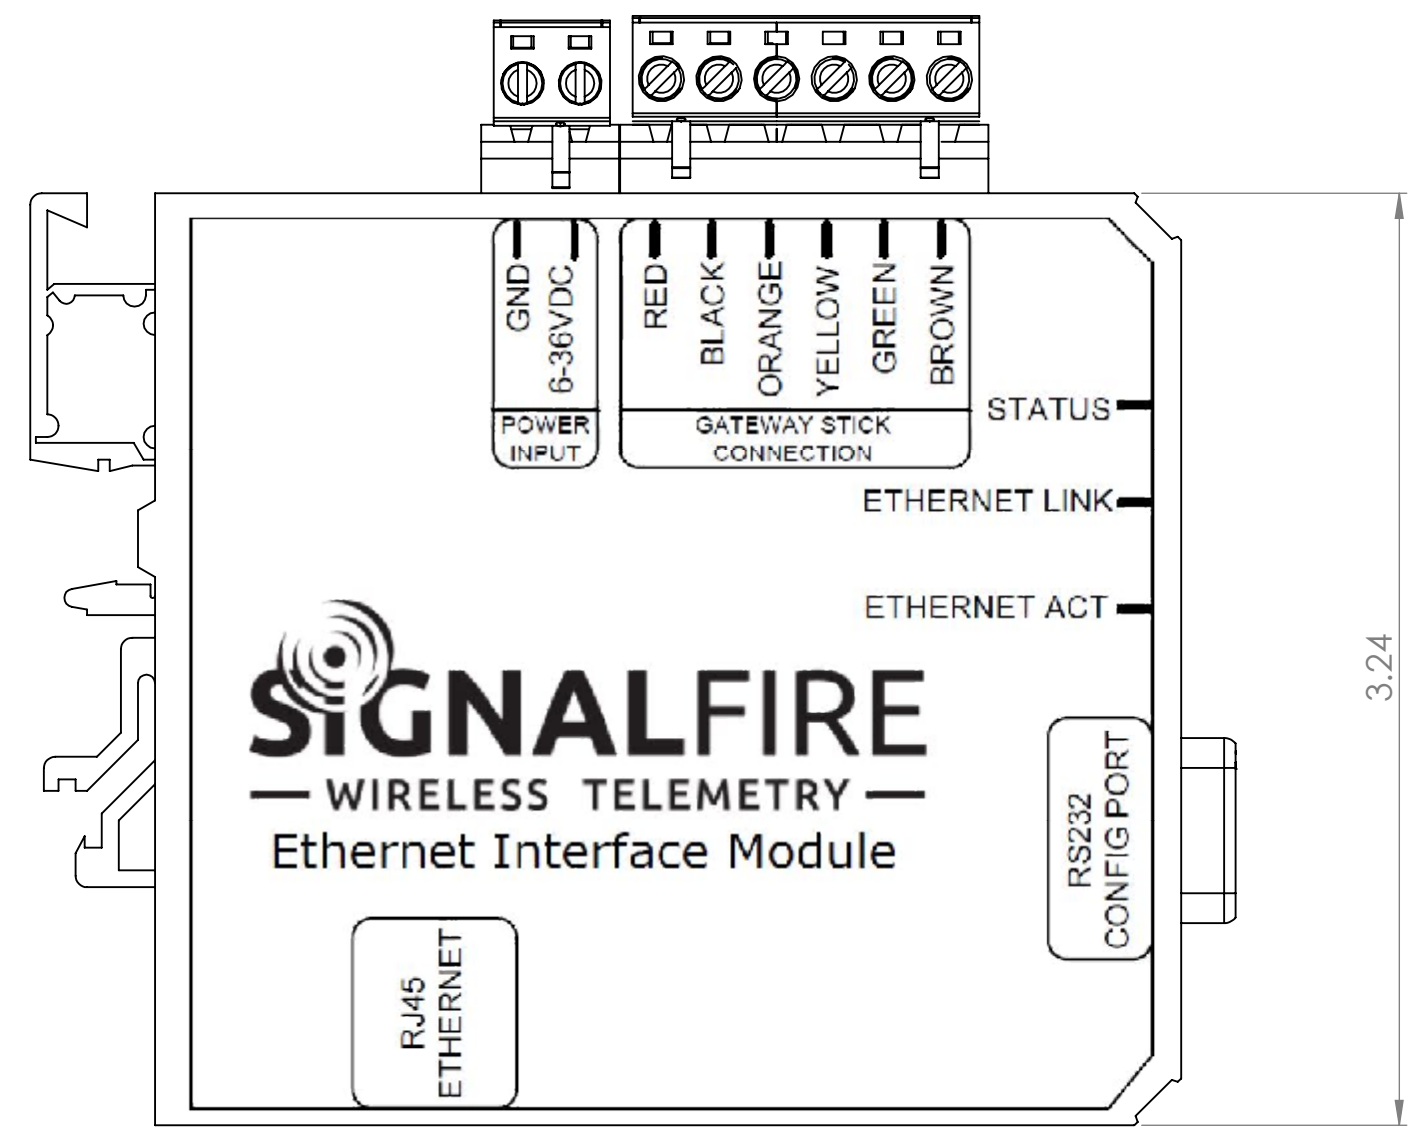 GND
6-36VDC
POWER
INPUT
RED
BLACK
ORANGE
YELLOW
GREEN
BROWN
GATEWAY STICK
CONNECTION
STATUS
ETHERNET LINK
ETHERNET ACT
3.24
SIGNALFIRE
WIRELESS TELEMETRY
Ethernet Interface Module
RS232
CONFIG PORT
RJ45
ETHERNET